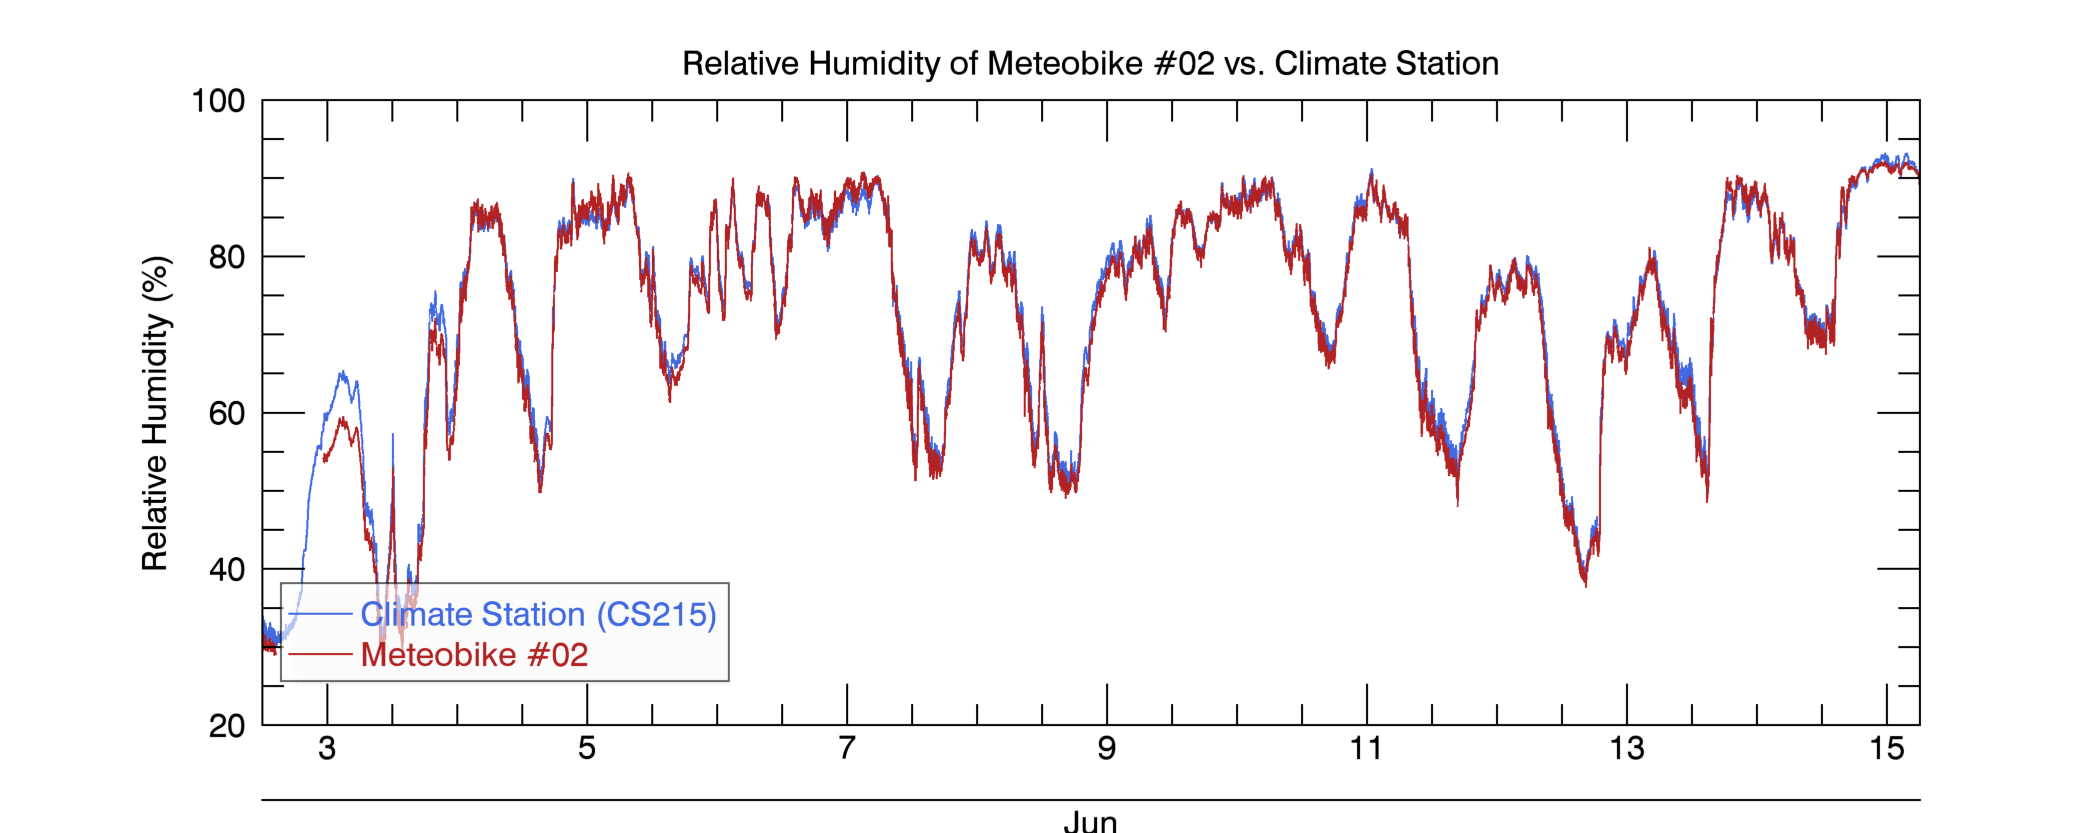 Relative Humidity of Meteobike #02 vs. Climate Station
100
80
60
40
20
Relative Humidity (%)
Climate Station (CS215)
Meteobike #02
3 5 7 9 11 13 15
Jun